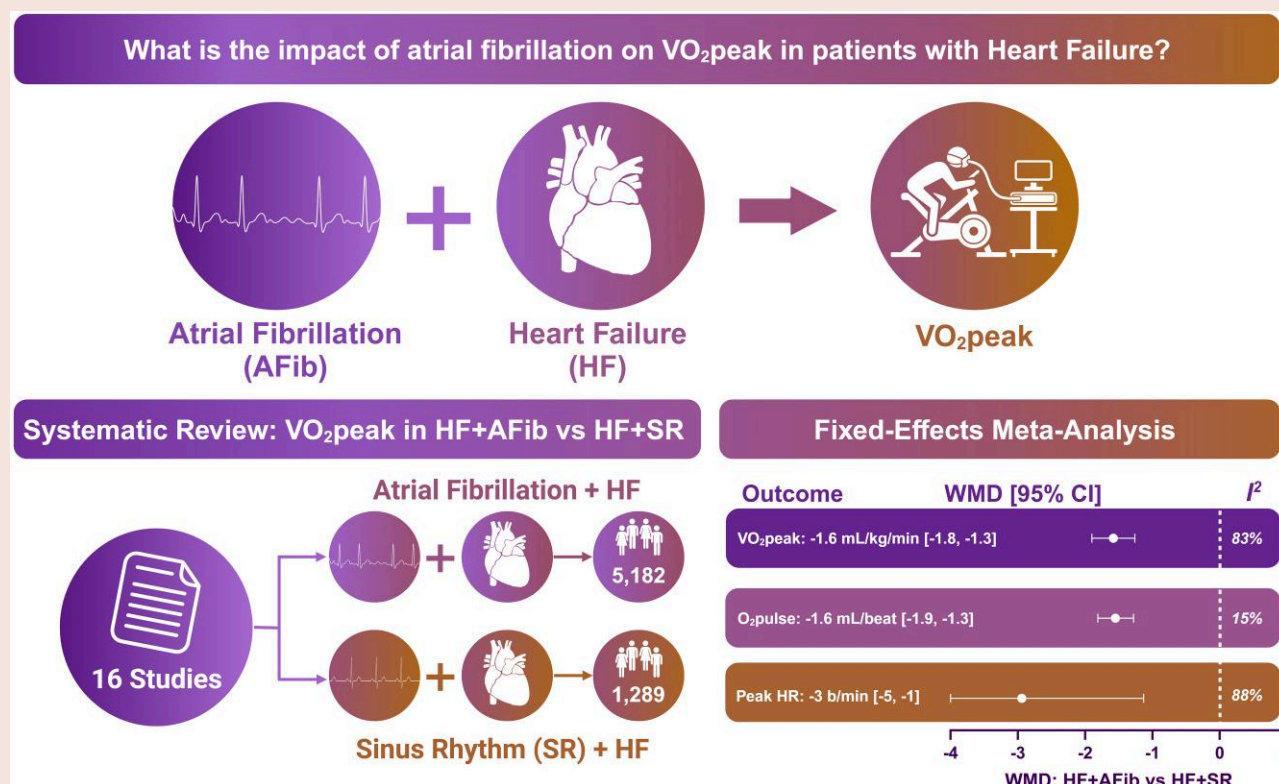 What is the impact of atrial fibrillation on VO₂peak in patients with Heart Failure?
Atrial Fibrillation
(AFib)
Heart Failure
(HF)
VO₂peak
Systematic Review: VO₂peak in HF+AFib vs HF+SR
16 Studies
Atrial Fibrillation + HF
5,182
1,289
Sinus Rhythm (SR) + HF
Fixed-Effects Meta-Analysis
Outcome WMD [95% CI] I²
VO₂peak: -1.6 mL/kg/min [-1.8, -1.3] 83%
O₂pulse: -1.6 mL/beat [-1.9, -1.3] 15%
Peak HR: -3 b/min [-5, -1] 88%
-4 -3 -2 -1 0
WMD: HF+AFib vs HF+SR